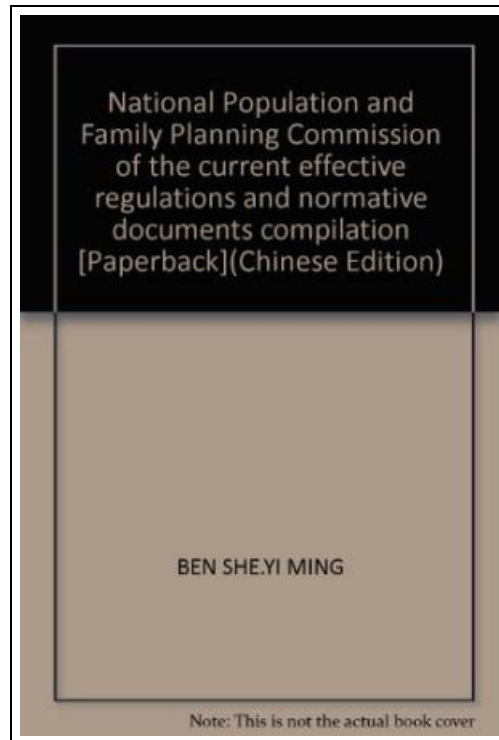 National Population and
Family Planning Commission
of the current effective
regulations and normative
documents compilation
[Paperback](Chinese Edition)
BEN SHE.YI MING
Note: This is not the actual book cover